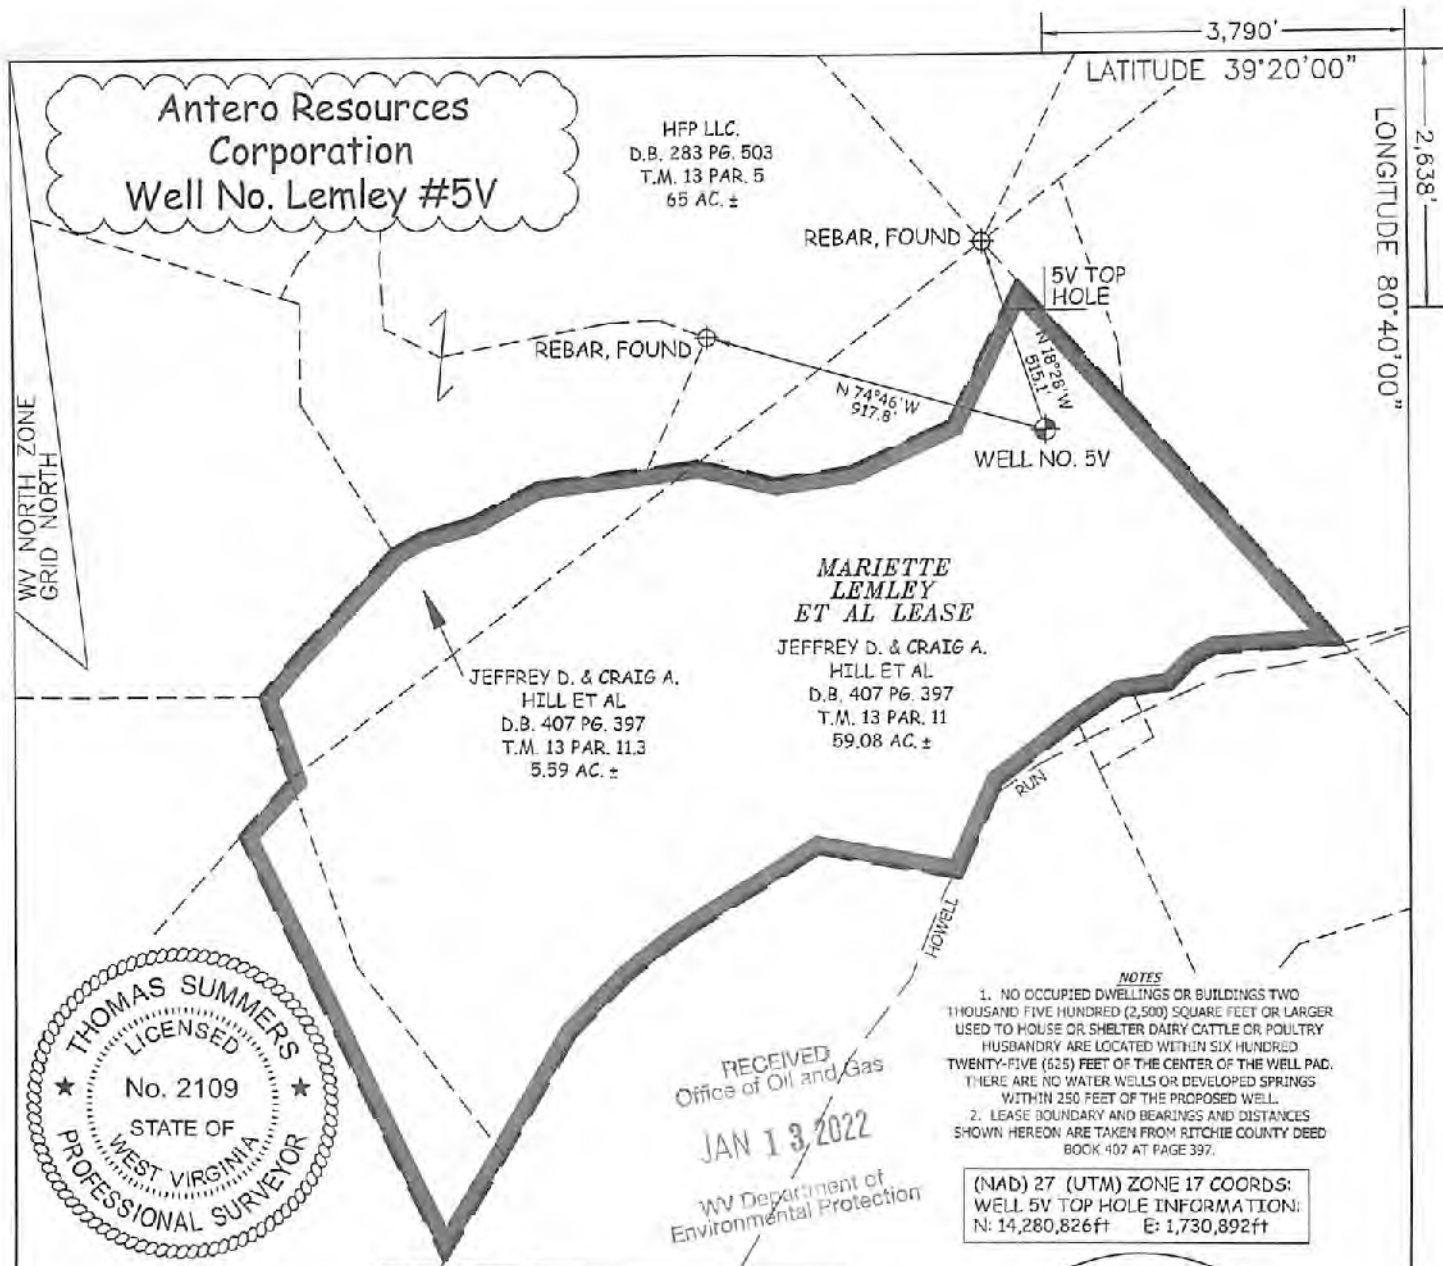 3,790'
LATITUDE 39°20'00"
2,638'
LONGITUDE 80°40'00"
Antero Resources
Corporation
Well No. Lemley #5V
HFP LLC.
D.B. 283 PG. 503
T.M. 13 PAR. 5
65 AC. ±
REBAR, FOUND
5V TOP
HOLE
REBAR, FOUND
N 18°28'W
515.1'
N 74°46'W
917.8'
WELL NO. 5V
WV NORTH ZONE
GRID NORTH
MARIETTE
LEMLEY
ET AL LEASE
JEFFREY D. & CRAIG A.
HILL ET AL
D.B. 407 PG. 397
T.M. 13 PAR. 11
59.08 AC. ±
JEFFREY D. & CRAIG A.
HILL ET AL
D.B. 407 PG. 397
T.M. 13 PAR. 11.3
5.59 AC. ±
RUN
HOWELL
THOMAS SUMMERS
LICENSED
No. 2109
STATE OF
WEST VIRGINIA
PROFESSIONAL SURVEYOR
RECEIVED
Office of Oil and Gas
JAN 13 2022
WV Department of
Environmental Protection
NOTES
1. NO OCCUPIED DWELLINGS OR BUILDINGS TWO
THOUSAND FIVE HUNDRED (2,500) SQUARE FEET OR LARGER
USED TO HOUSE OR SHELTER DAIRY CATTLE OR POULTRY
HUSBANDRY ARE LOCATED WITHIN SIX HUNDRED
TWENTY-FIVE (625) FEET OF THE CENTER OF THE WELL PAD.
THERE ARE NO WATER WELLS OR DEVELOPED SPRINGS
WITHIN 250 FEET OF THE PROPOSED WELL.
2. LEASE BOUNDARY AND BEARINGS AND DISTANCES
SHOWN HEREON ARE TAKEN FROM RITCHIE COUNTY DEED
BOOK 407 AT PAGE 397.
(NAD) 27 (UTM) ZONE 17 COORDS:
WELL 5V TOP HOLE INFORMATION:
N: 14,280,826ft E: 1,730,892ft